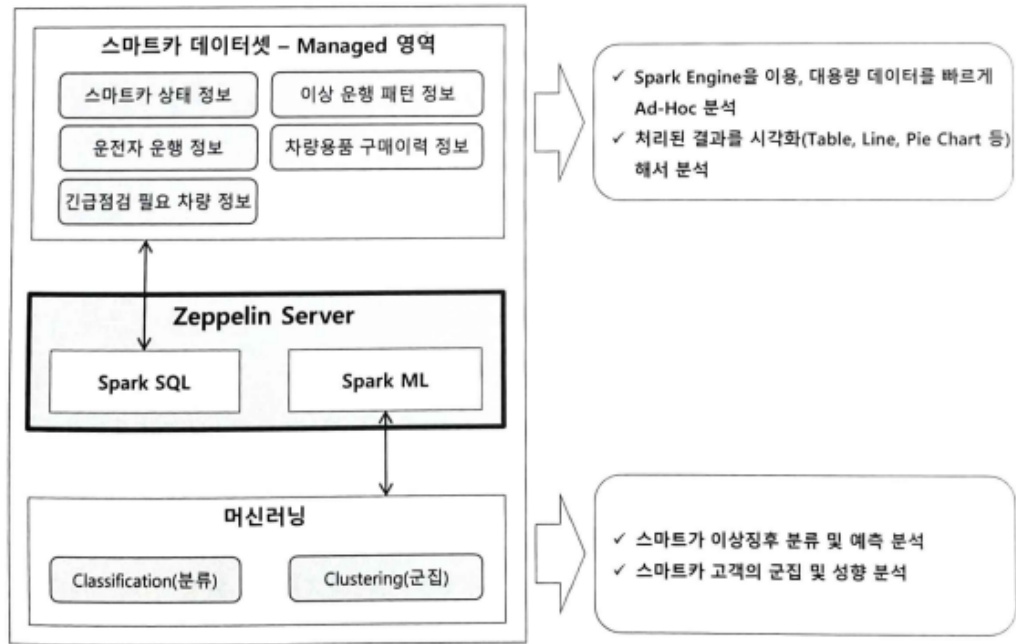 스마트카 데이터셋 – Managed 영역
스마트카 상태 정보
이상 운행 패턴 정보
운전자 운행 정보
차량용품 구매이력 정보
긴급점검 필요 차량 정보
✓ Spark Engine을 이용, 대용량 데이터를 빠르게
Ad-Hoc 분석
✓ 처리된 결과를 시각화(Table, Line, Pie Chart 등)
해서 분석
Zeppelin Server
Spark SQL
Spark ML
머신러닝
Classification(분류)
Clustering(군집)
✓ 스마트가 이상징후 분류 및 예측 분석
✓ 스마트카 고객의 군집 및 성향 분석